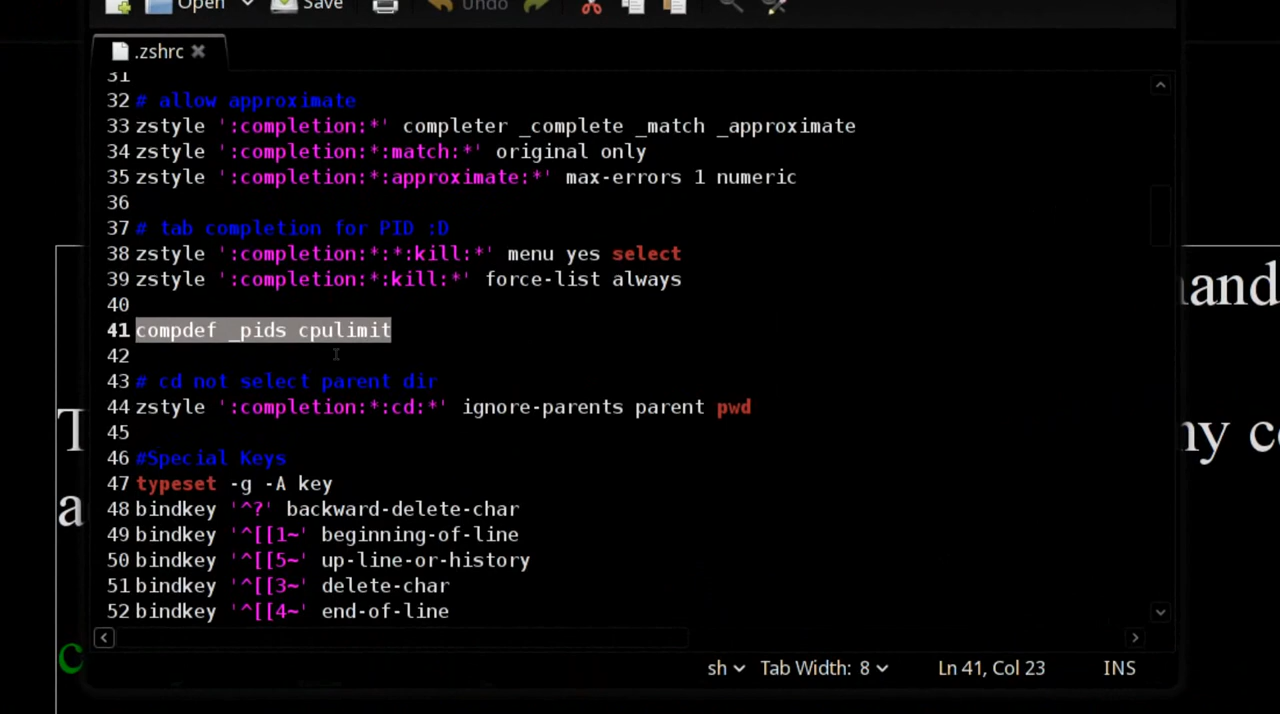 Open Save Undo
.zshrc
31
32 # allow approximate
33 zstyle ':completion:*' completer _complete _match _approximate
34 zstyle ':completion:*:match:*' original only
35 zstyle ':completion:*:approximate:*' max-errors 1 numeric
36
37 # tab completion for PID :D
38 zstyle ':completion:*:*:kill:*' menu yes select
39 zstyle ':completion:*:kill:*' force-list always
40
41 compdef _pids cpulimit
42
43 # cd not select parent dir
44 zstyle ':completion:*:cd:*' ignore-parents parent pwd
45
46 #Special Keys
47 typeset -g -A key
48 bindkey '^?' backward-delete-char
49 bindkey '^[[1~' beginning-of-line
50 bindkey '^[[5~' up-line-or-history
51 bindkey '^[[3~' delete-char
52 bindkey '^[[4~' end-of-line
sh Tab Width: 8 Ln 41, Col 23 INS